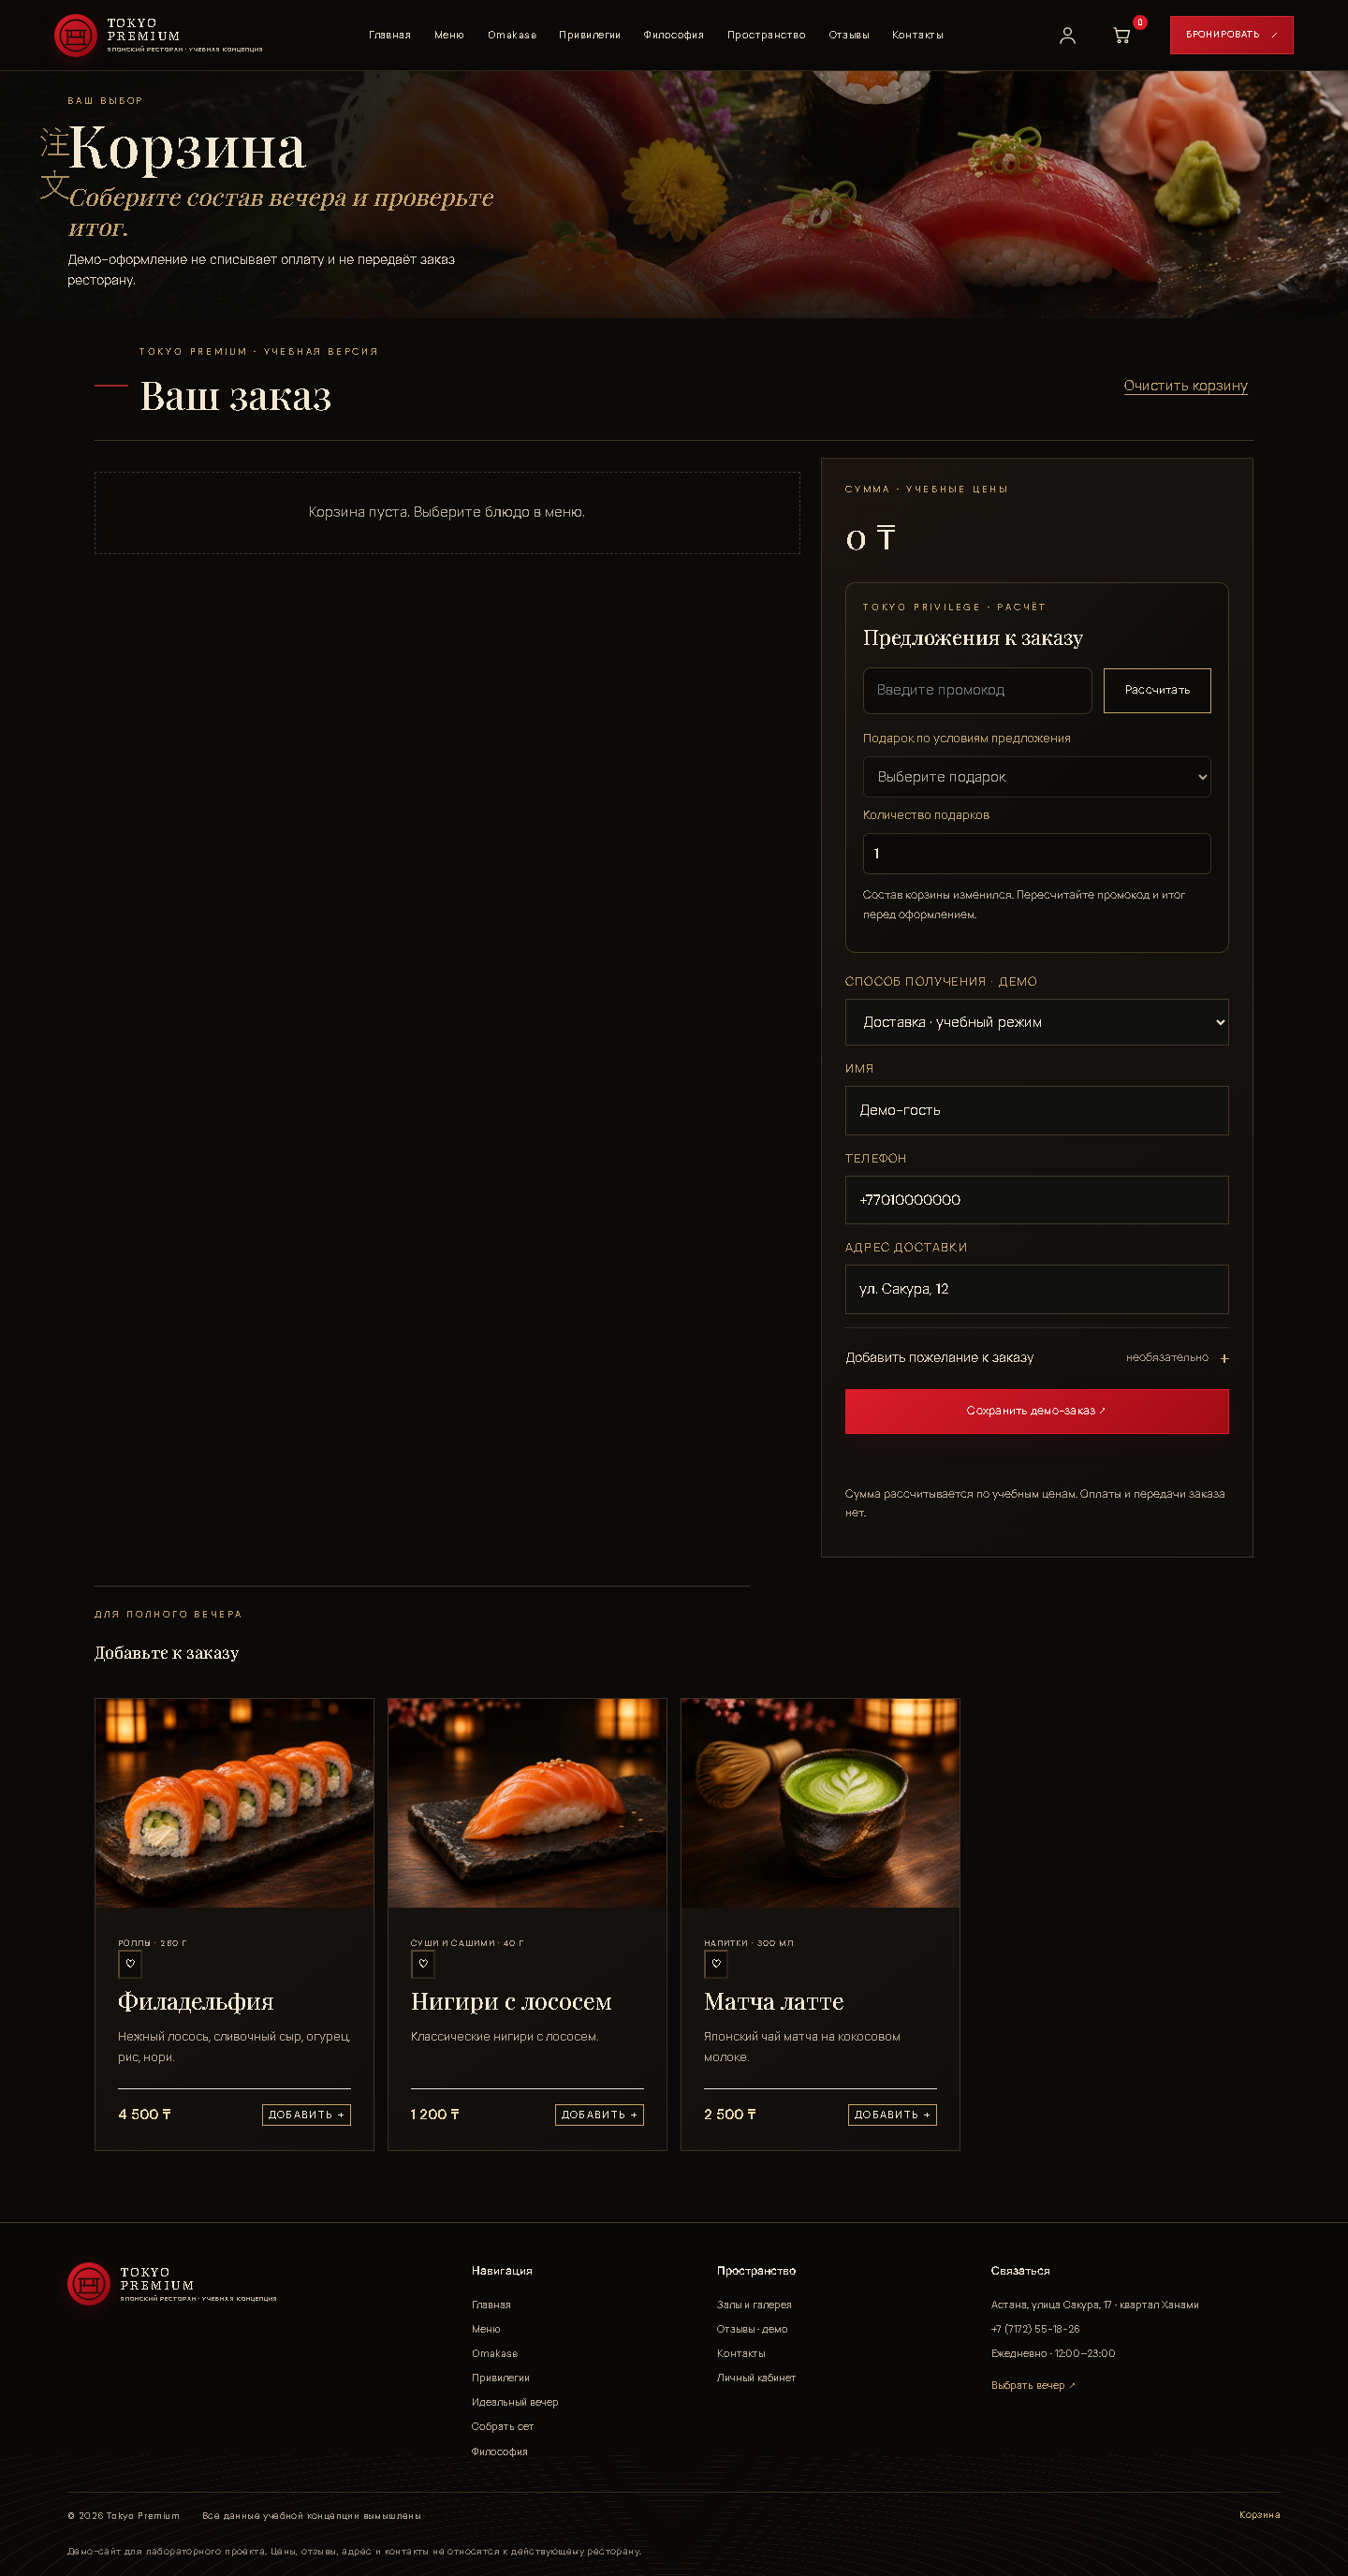 TOKYO
PREMIUM
ЯПОНСКИЙ РЕСТОРАН · УЧЕБНАЯ КОНЦЕПЦИЯ
Главная
Меню
Omakase
Привилегии
Философия
Пространство
Отзывы
Контакты
0
БРОНИРОВАТЬ ↗
ВАШ ВЫБОР
注文
Корзина
Соберите состав вечера и проверьте
итог.
Демо-оформление не списывает оплату и не передаёт заказ
ресторану.
TOKYO PREMIUM · УЧЕБНАЯ ВЕРСИЯ
Ваш заказ
Очистить корзину
Корзина пуста. Выберите блюдо в меню.
СУММА · УЧЕБНЫЕ ЦЕНЫ
0 ₸
TOKYO PRIVILEGE · РАСЧЁТ
Предложения к заказу
Введите промокод
Рассчитать
Подарок по условиям предложения
Выберите подарок
Количество подарков
1
Состав корзины изменился. Пересчитайте промокод и итог
перед оформлением.
СПОСОБ ПОЛУЧЕНИЯ · ДЕМО
Доставка · учебный режим
ИМЯ
Демо-гость
ТЕЛЕФОН
+77010000000
АДРЕС ДОСТАВКИ
ул. Сакура, 12
Добавить пожелание к заказу
необязательно +
Сохранить демо-заказ ↗
Сумма рассчитывается по учебным ценам. Оплаты и передачи заказа
нет.
ДЛЯ ПОЛНОГО ВЕЧЕРА
Добавьте к заказу
РОЛЛЫ · 280 Г
♡
Филадельфия
Нежный лосось, сливочный сыр, огурец,
рис, нори.
4 500 ₸
ДОБАВИТЬ +
СУШИ И САШИМИ · 40 Г
♡
Нигири с лососем
Классические нигири с лососем.
1 200 ₸
ДОБАВИТЬ +
НАПИТКИ · 300 МЛ
♡
Матча латте
Японский чай матча на кокосовом
молоке.
2 500 ₸
ДОБАВИТЬ +
TOKYO
PREMIUM
ЯПОНСКИЙ РЕСТОРАН · УЧЕБНАЯ КОНЦЕПЦИЯ
Навигация
Главная
Меню
Omakase
Привилегии
Идеальный вечер
Собрать сет
Философия
Пространство
Залы и галерея
Отзывы · демо
Контакты
Личный кабинет
Связаться
Астана, улица Сакура, 17 · квартал Ханами
+7 (7172) 55-18-26
Ежедневно · 12:00–23:00
Выбрать вечер ↗
© 2026 Tokyo Premium
Все данные учебной концепции вымышлены
Корзина
Демо-сайт для лабораторного проекта. Цены, отзывы, адрес и контакты не относятся к действующему ресторану.